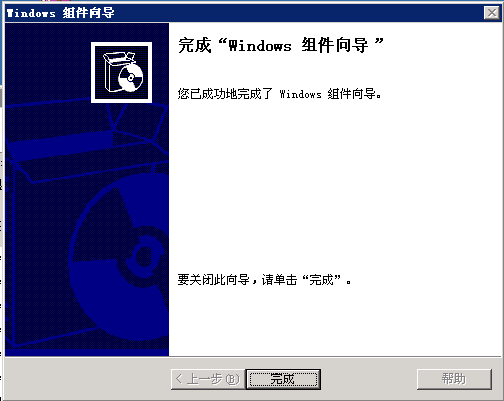 Windows 组件向导
完成“Windows 组件向导 ”
您已成功地完成了 Windows 组件向导。
要关闭此向导，请单击“完成”。
< 上一步(B)
完成
帮助